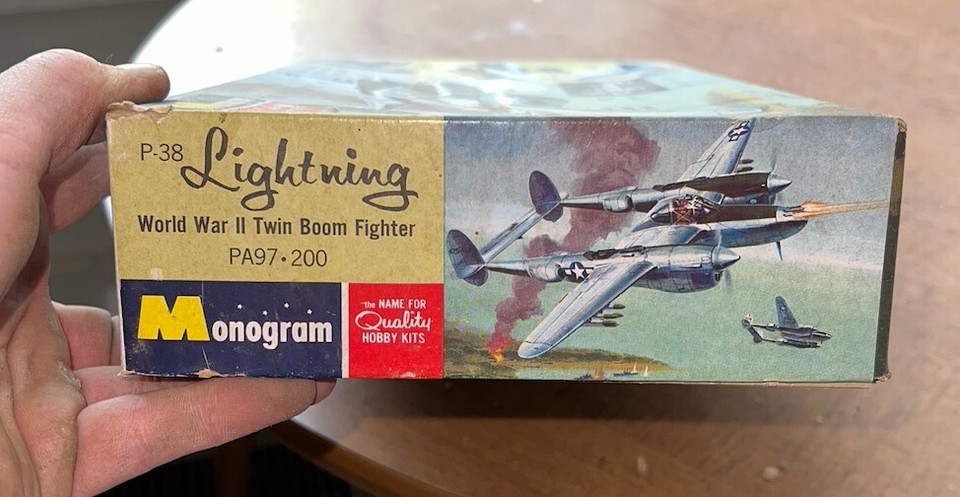 P-38 Lightning
World War II Twin Boom Fighter
PA97•200
Monogram
the NAME FOR
Quality
HOBBY KITS